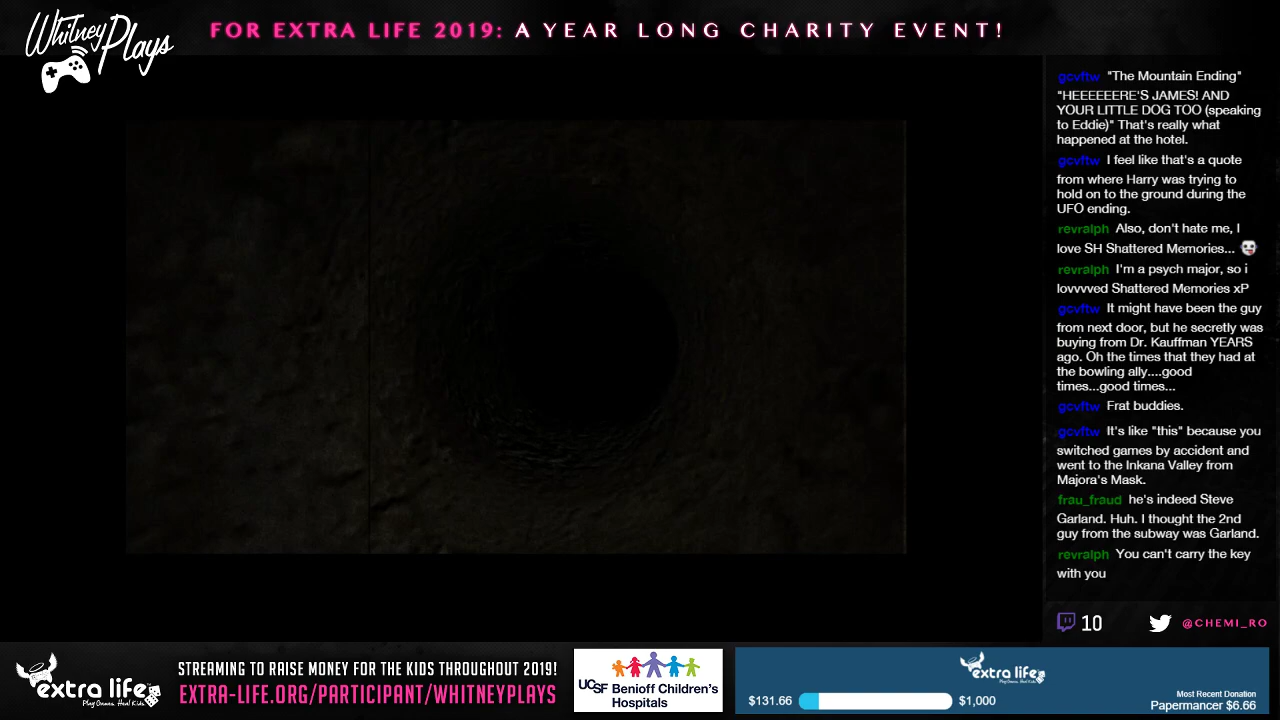 WhitneyPlays
FOR EXTRA LIFE 2019: A YEAR LONG CHARITY EVENT!
gcvftw "The Mountain Ending"
"HEEEEEERE'S JAMES! AND
YOUR LITTLE DOG TOO (speaking
to Eddie)" That's really what
happened at the hotel.
gcvftw I feel like that's a quote
from where Harry was trying to
hold on to the ground during the
UFO ending.
revralph Also, don't hate me, I
love SH Shattered Memories...
revralph I'm a psych major, so i
lovvvved Shattered Memories xP
gcvftw It might have been the guy
from next door, but he secretly was
buying from Dr. Kauffman YEARS
ago. Oh the times that they had at
the bowling ally....good
times...good times...
gcvftw Frat buddies.
gcvftw It's like "this" because you
switched games by accident and
went to the Inkana Valley from
Majora's Mask.
frau_fraud he's indeed Steve
Garland. Huh. I thought the 2nd
guy from the subway was Garland.
revralph You can't carry the key
with you
10 @CHEMI_RO
extra life
Play Games. Heal Kids.
STREAMING TO RAISE MONEY FOR THE KIDS THROUGHOUT 2019!
EXTRA-LIFE.ORG/PARTICIPANT/WHITNEYPLAYS
UCSF Benioff Children's
Hospitals
extra life
Play Games. Heal Kids.
$131.66 $1,000
Most Recent Donation
Papermancer $6.66